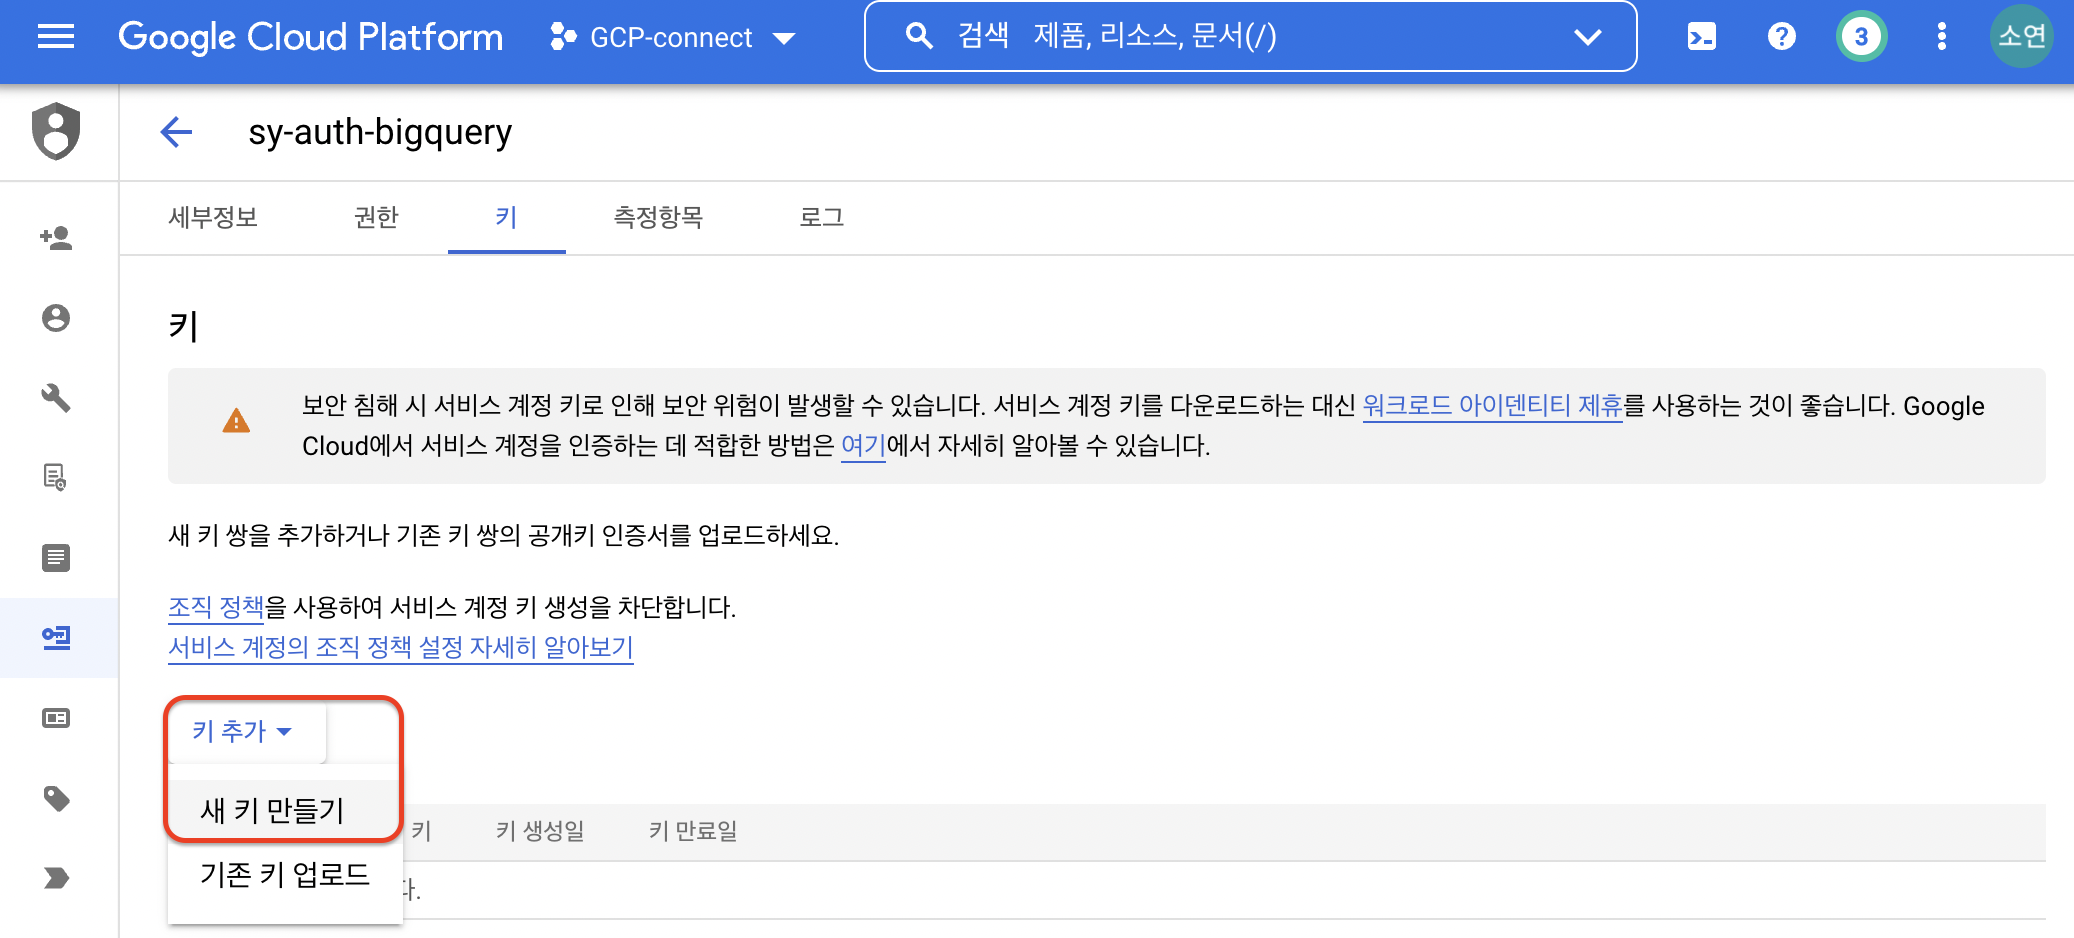 Google Cloud Platform
GCP-connect
검색 제품, 리소스, 문서(/)
3
소연
sy-auth-bigquery
세부정보 권한 키 측정항목 로그
키
보안 침해 시 서비스 계정 키로 인해 보안 위험이 발생할 수 있습니다. 서비스 계정 키를 다운로드하는 대신 워크로드 아이덴티티 제휴를 사용하는 것이 좋습니다. Google
Cloud에서 서비스 계정을 인증하는 데 적합한 방법은 여기에서 자세히 알아볼 수 있습니다.
새 키 쌍을 추가하거나 기존 키 쌍의 공개키 인증서를 업로드하세요.
조직 정책을 사용하여 서비스 계정 키 생성을 차단합니다.
서비스 계정의 조직 정책 설정 자세히 알아보기
키 추가
새 키 만들기
키 키 생성일 키 만료일
기존 키 업로드